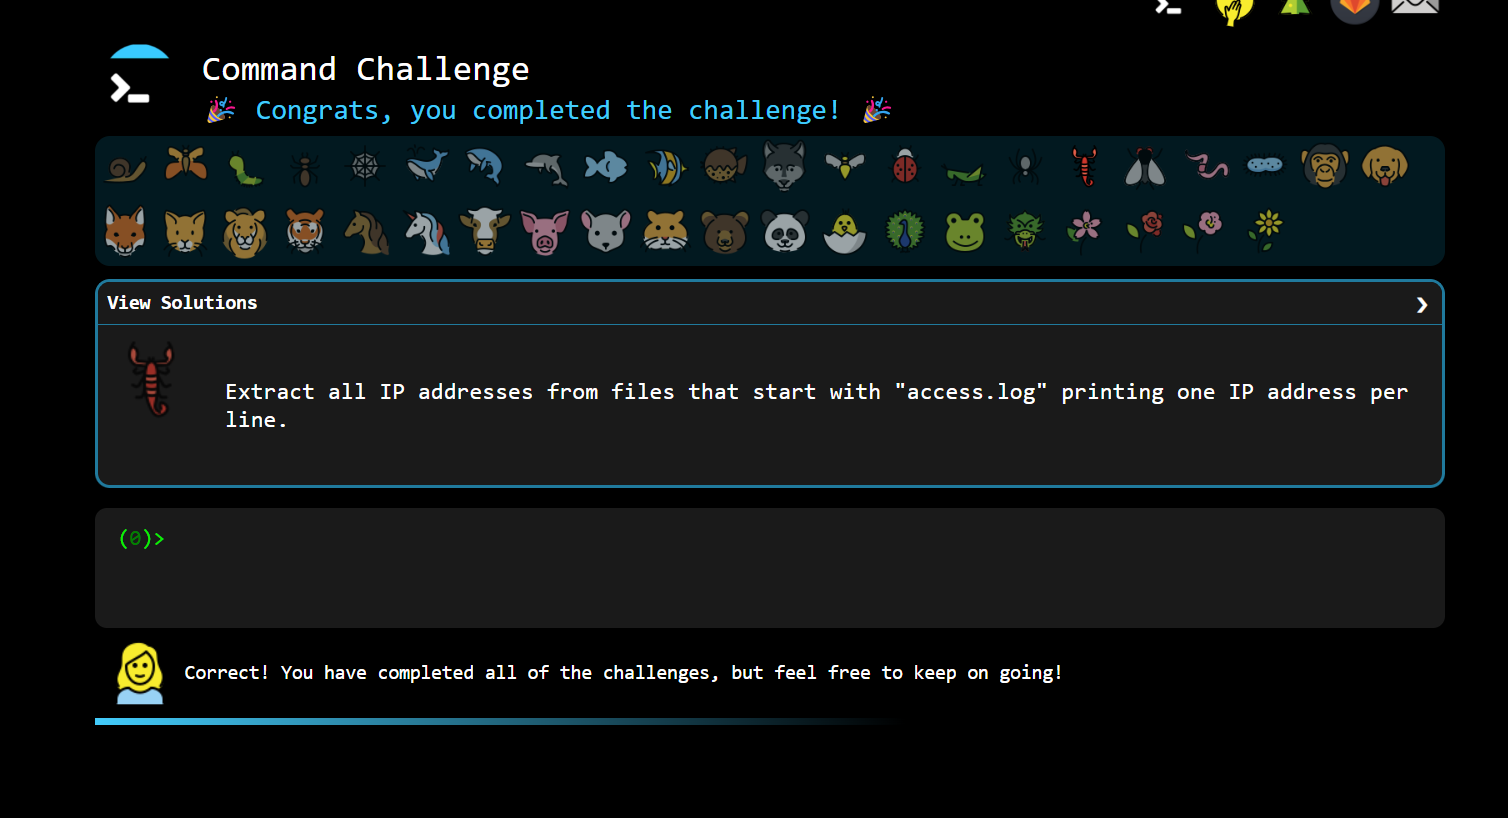 Command Challenge
🎉 Congrats, you completed the challenge! 🎉
View Solutions
Extract all IP addresses from files that start with "access.log" printing one IP address per
line.
(0)>
Correct! You have completed all of the challenges, but feel free to keep on going!